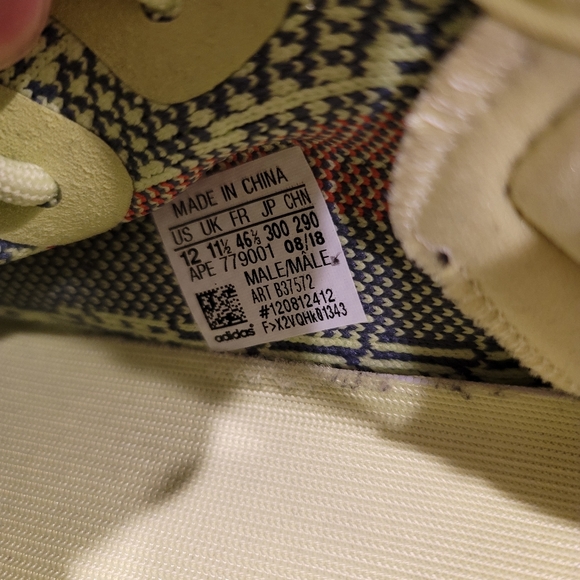 MADE IN CHINA
US UK FR JP CHN
12 11½ 46⅔ 300 290
APE 779001 08/18
MALE/MÂLE
ART B37572
#120812412
F>X2VQHk01343
adidas